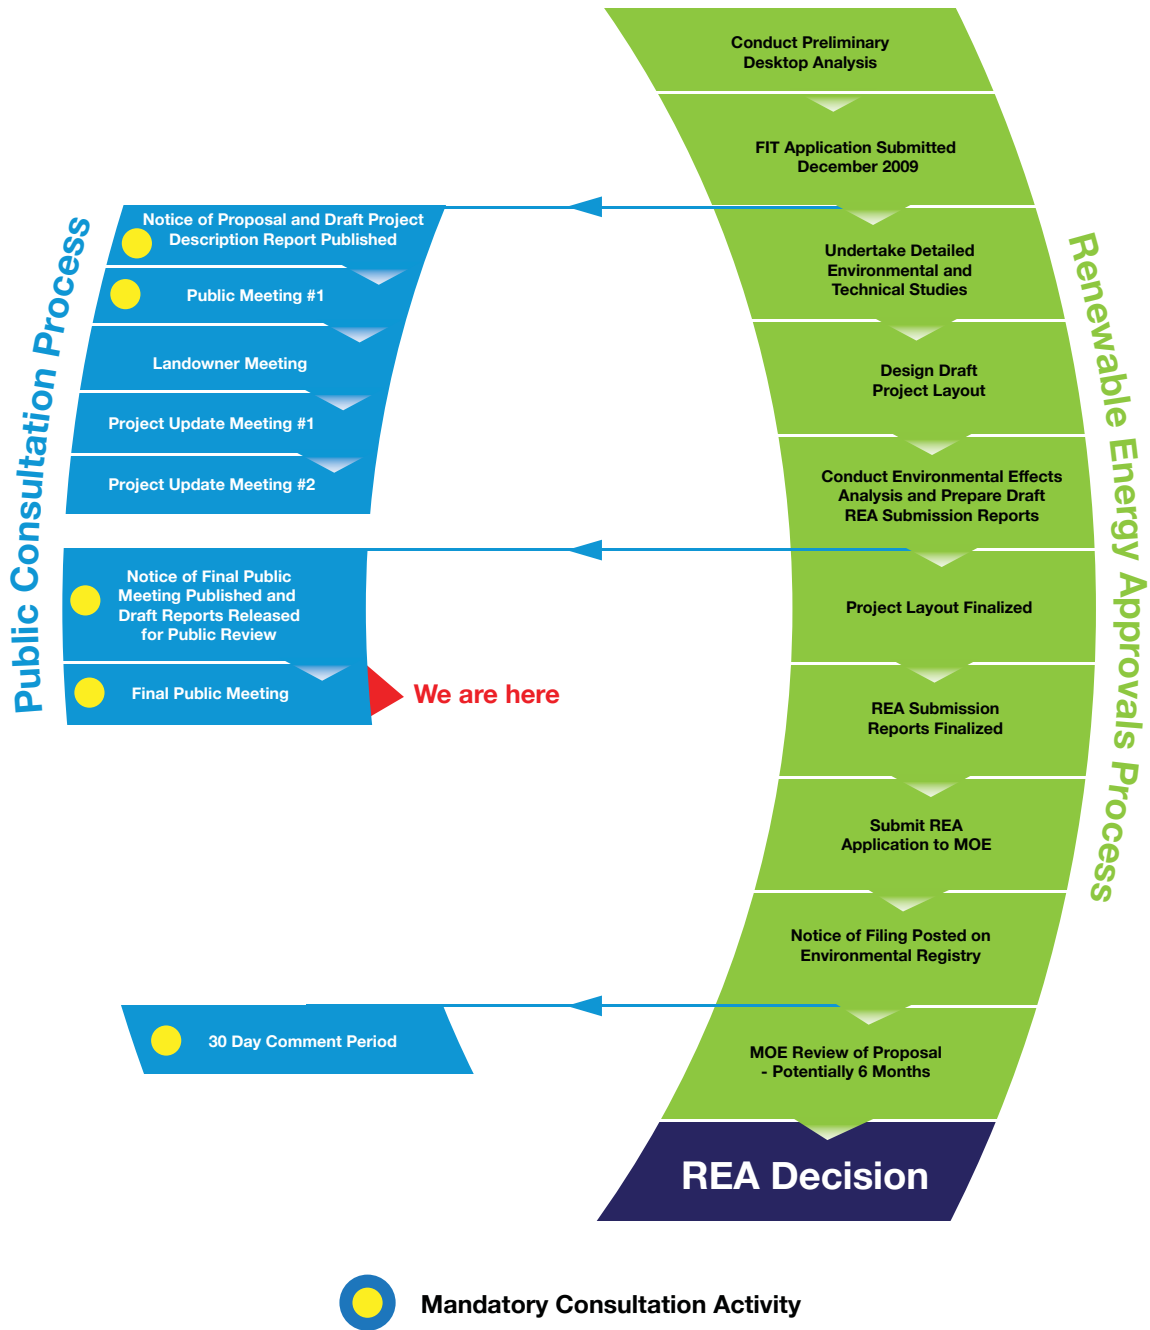 Public Consultation Process
Notice of Proposal and Draft Project
Description Report Published
Public Meeting #1
Landowner Meeting
Project Update Meeting #1
Project Update Meeting #2
Notice of Final Public
Meeting Published and
Draft Reports Released
for Public Review
Final Public Meeting
We are here
30 Day Comment Period
Renewable Energy Approvals Process
Conduct Preliminary
Desktop Analysis
FIT Application Submitted
December 2009
Undertake Detailed
Environmental and
Technical Studies
Design Draft
Project Layout
Conduct Environmental Effects
Analysis and Prepare Draft
REA Submission Reports
Project Layout Finalized
REA Submission
Reports Finalized
Submit REA
Application to MOE
Notice of Filing Posted on
Environmental Registry
MOE Review of Proposal
- Potentially 6 Months
REA Decision
Mandatory Consultation Activity